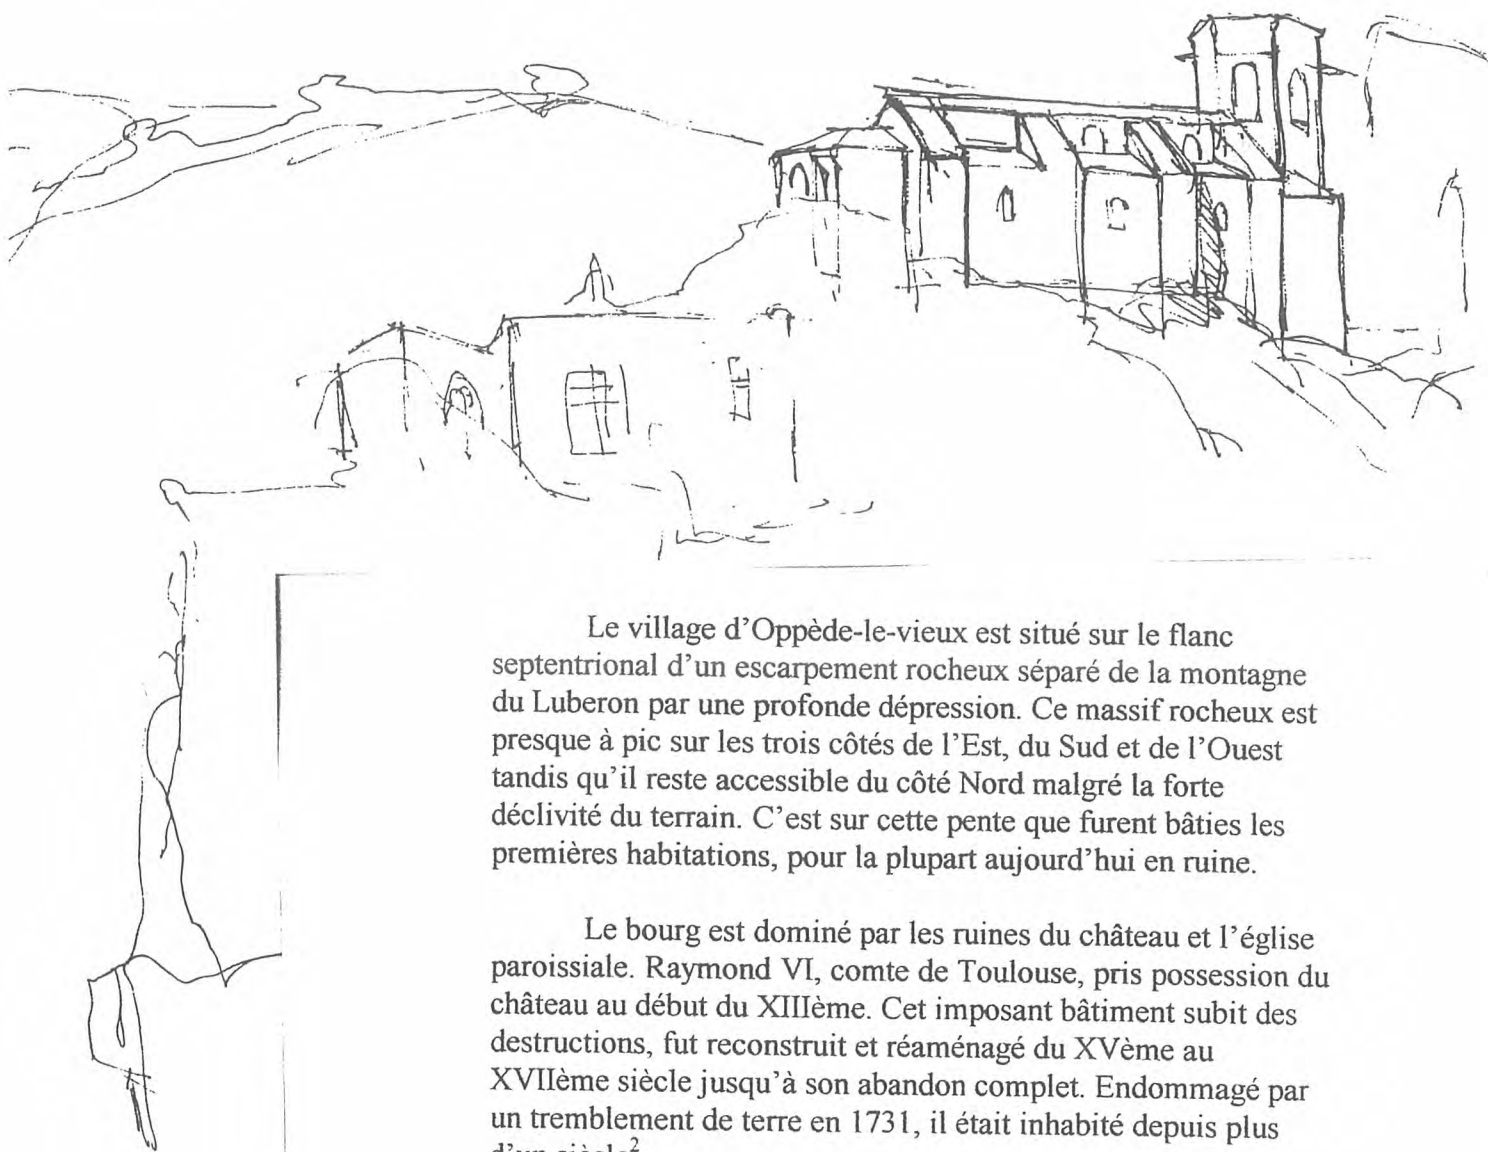 Le village d'Oppède-le-vieux est situé sur le flanc
septentrional d'un escarpement rocheux séparé de la montagne
du Luberon par une profonde dépression. Ce massif rocheux est
presque à pic sur les trois côtés de l'Est, du Sud et de l'Ouest
tandis qu'il reste accessible du côté Nord malgré la forte
déclivité du terrain. C'est sur cette pente que furent bâties les
premières habitations, pour la plupart aujourd'hui en ruine.
Le bourg est dominé par les ruines du château et l'église
paroissiale. Raymond VI, comte de Toulouse, pris possession du
château au début du XIIIème. Cet imposant bâtiment subit des
destructions, fut reconstruit et réaménagé du XVème au
XVIIème siècle jusqu'à son abandon complet. Endommagé par
un tremblement de terre en 1731, il était inhabité depuis plus
d'un siècle²